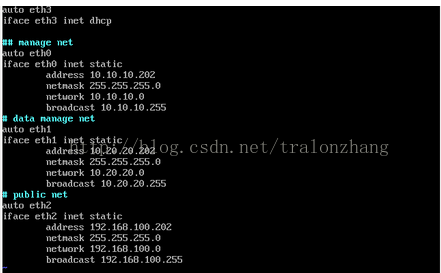 auto eth3
iface eth3 inet dhcp
## manage net
auto eth0
iface eth0 inet static
address 10.10.10.202
netmask 255.255.255.0
network 10.10.10.0
broadcast 10.10.10.255
# data manage net
auto eth1
iface eth1 inet static
address 10.20.20.202
netmask 255.255.255.0
network 10.20.20.0
broadcast 10.20.20.255
# public net
auto eth2
iface eth2 inet static
address 192.168.100.202
netmask 255.255.255.0
network 192.168.100.0
broadcast 192.168.100.255
http://blog.csdn.net/tralonzhang